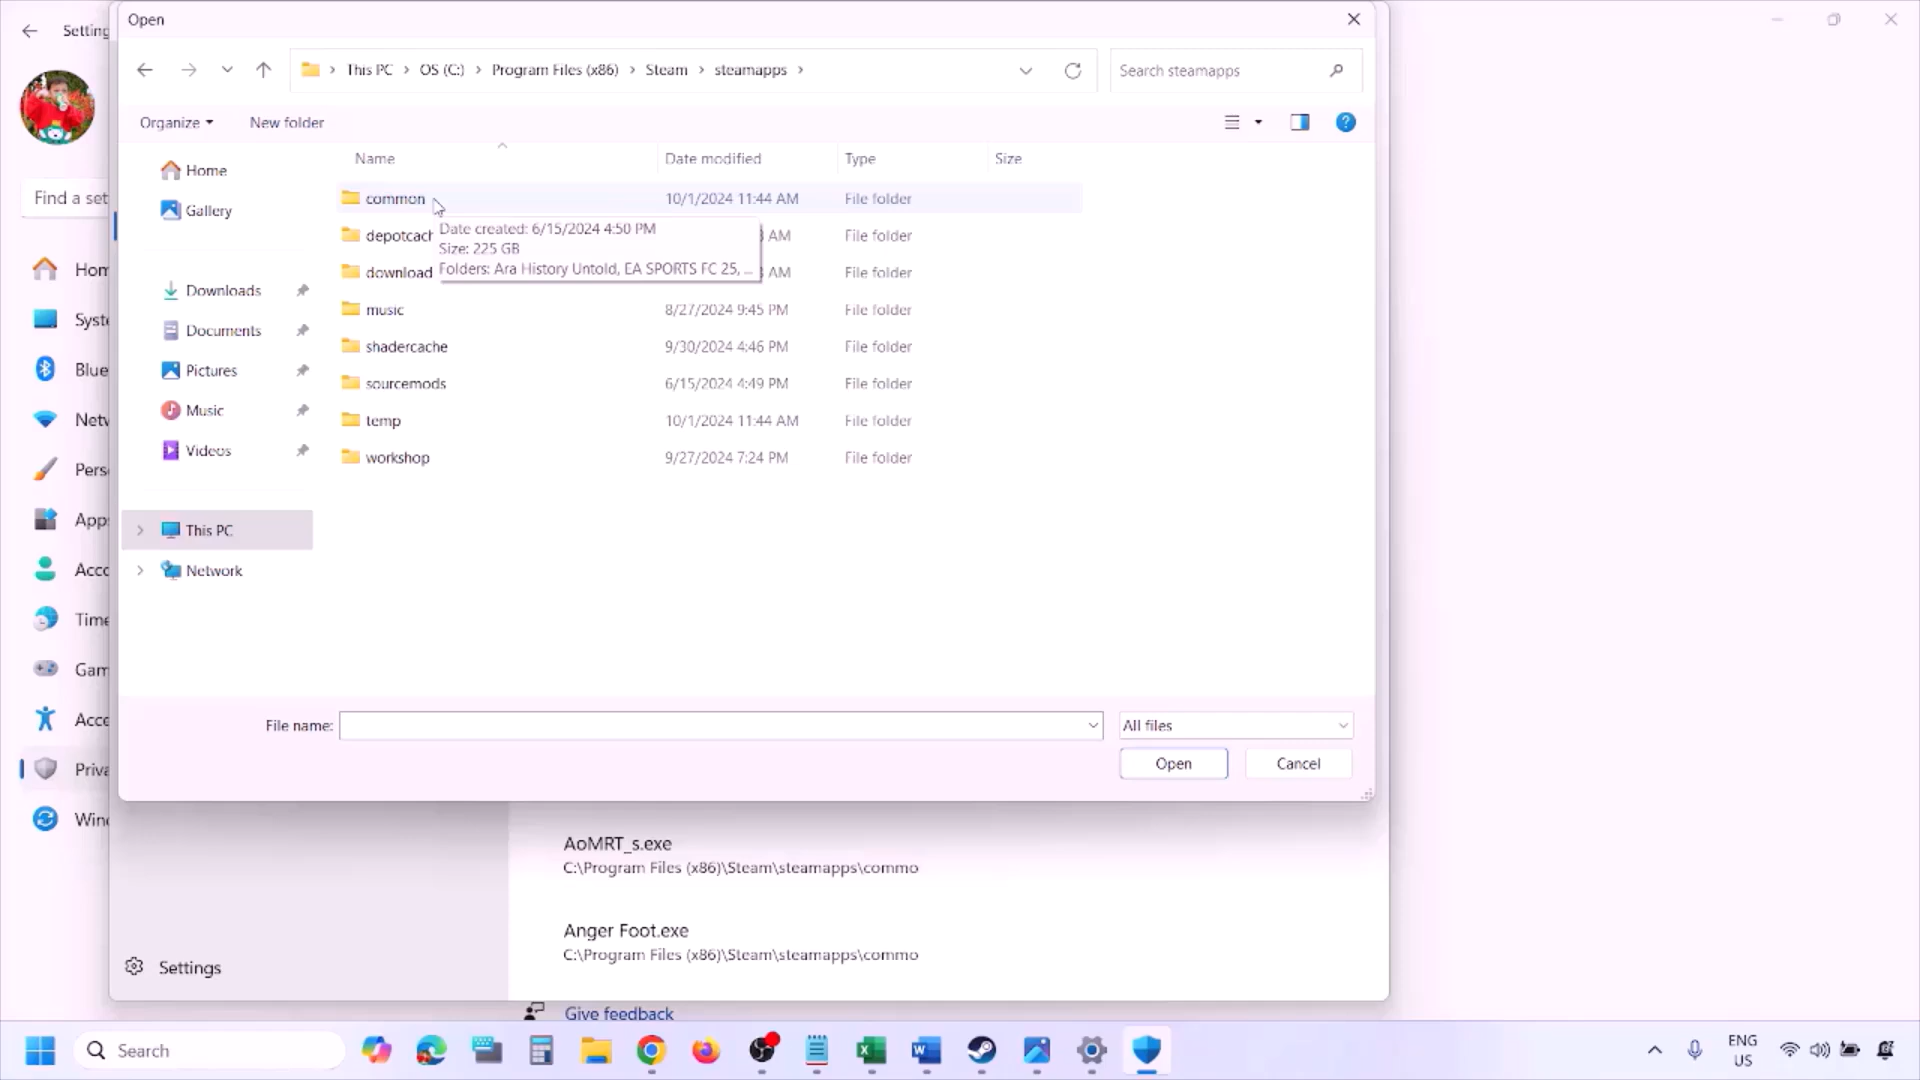 Open
Setting
This PC
OS (C:)
Program Files (x86)
Steam
steamapps
Search steamapps
Organize
New folder
Name
Date modified
Type
Size
Home
Gallery
Downloads
Documents
Pictures
Music
Videos
This PC
Network
common 10/1/2024 11:44 AM File folder
depotcach AM File folder
download AM File folder
Date created: 6/15/2024 4:50 PM
Size: 225 GB
Folders: Ara History Untold, EA SPORTS FC 25, ...
music 8/27/2024 9:45 PM File folder
shadercache 9/30/2024 4:46 PM File folder
sourcemods 6/15/2024 4:49 PM File folder
temp 10/1/2024 11:44 AM File folder
workshop 9/27/2024 7:24 PM File folder
File name:
All files
Open
Cancel
Find a set
Hom
Syste
Blue
Netw
Perso
Apps
Acco
Time
Gam
Acce
Priva
Wind
AoMRT_s.exe
C:\Program Files (x86)\Steam\steamapps\commo
Anger Foot.exe
C:\Program Files (x86)\Steam\steamapps\commo
Settings
Give feedback
Search
ENG
US